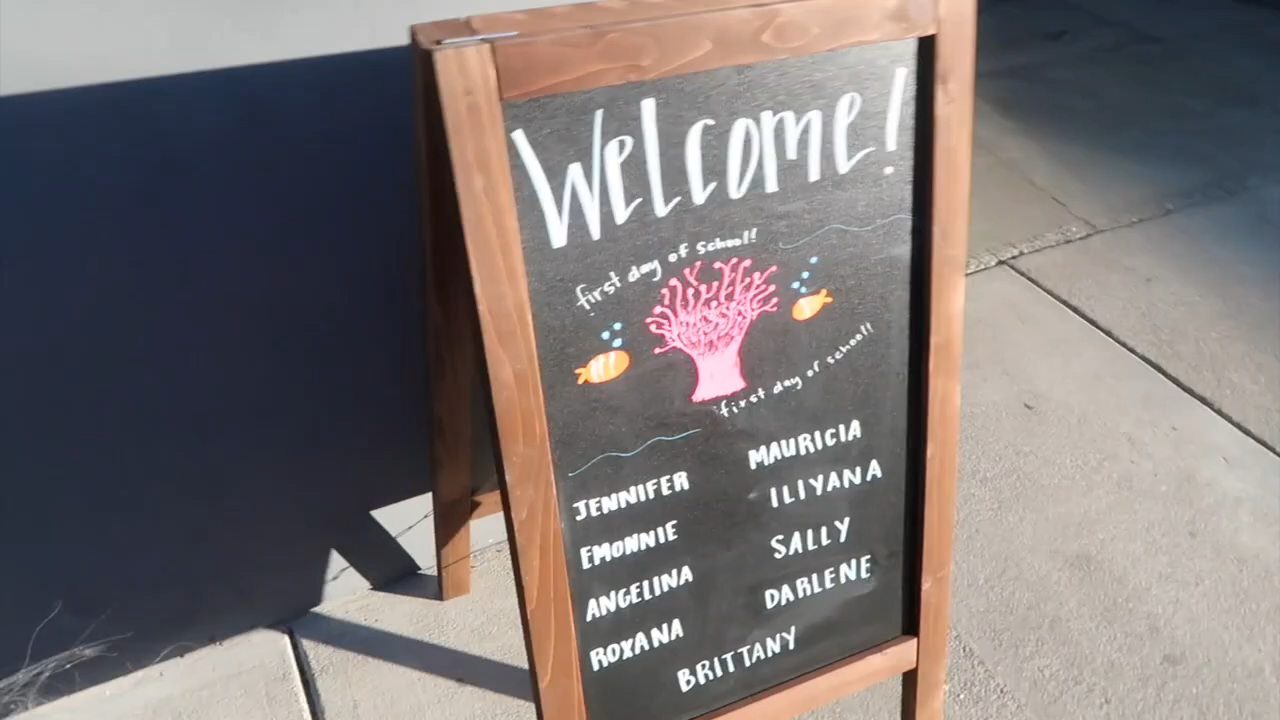 Welcome!
first day of school!
first day of school!
JENNIFER
EMONNIE
ANGELINA
ROXANA
MAURICIA
ILIYANA
SALLY
DARLENE
BRITTANY